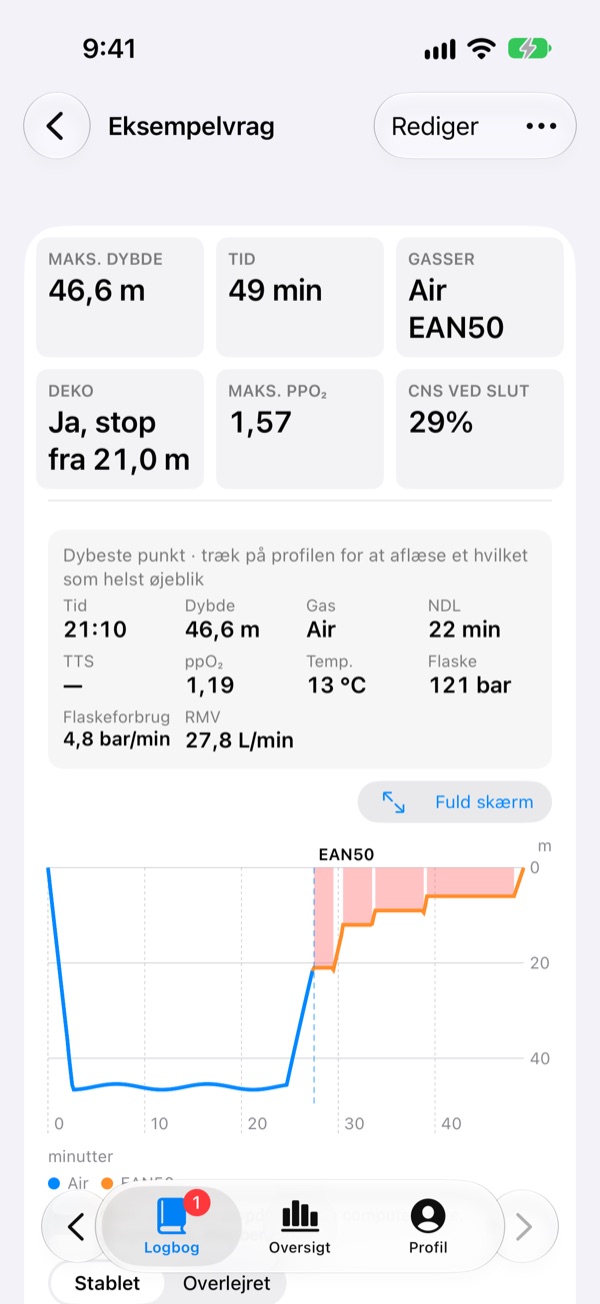 9:41
Eksempelvrag
Rediger
MAKS. DYBDE
46,6 m
TID
49 min
GASSER
Air
EAN50
DEKO
Ja, stop
fra 21,0 m
MAKS. PPO₂
1,57
CNS VED SLUT
29%
Dybeste punkt · træk på profilen for at aflæse et hvilket
som helst øjeblik
Tid
21:10
Dybde
46,6 m
Gas
Air
NDL
22 min
TTS
—
ppO₂
1,19
Temp.
13 °C
Flaske
121 bar
Flaskeforbrug
4,8 bar/min
RMV
27,8 L/min
Fuld skærm
EAN50
m
0
20
40
0 10 20 30 40
minutter
Air EAN50
1
Logbog
Oversigt
Profil
Stablet
Overlejret